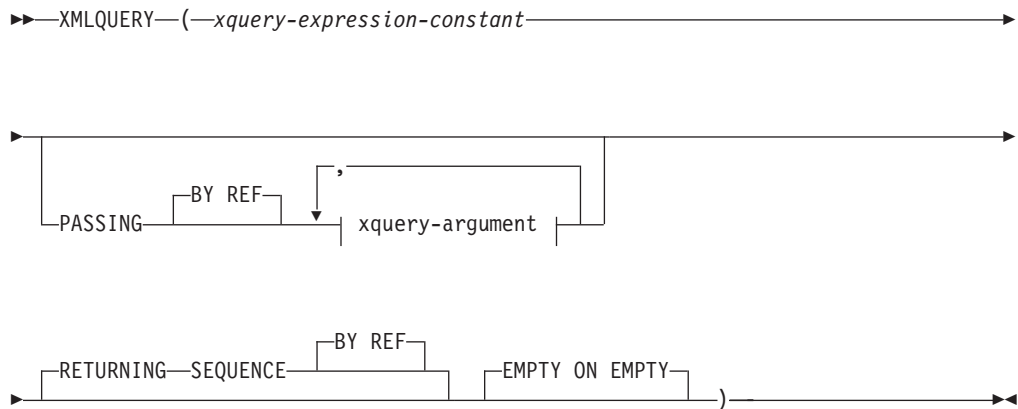 XMLQUERY ( xquery-expression-constant
,
BY REF
PASSING xquery-argument
BY REF
RETURNING SEQUENCE EMPTY ON EMPTY
)